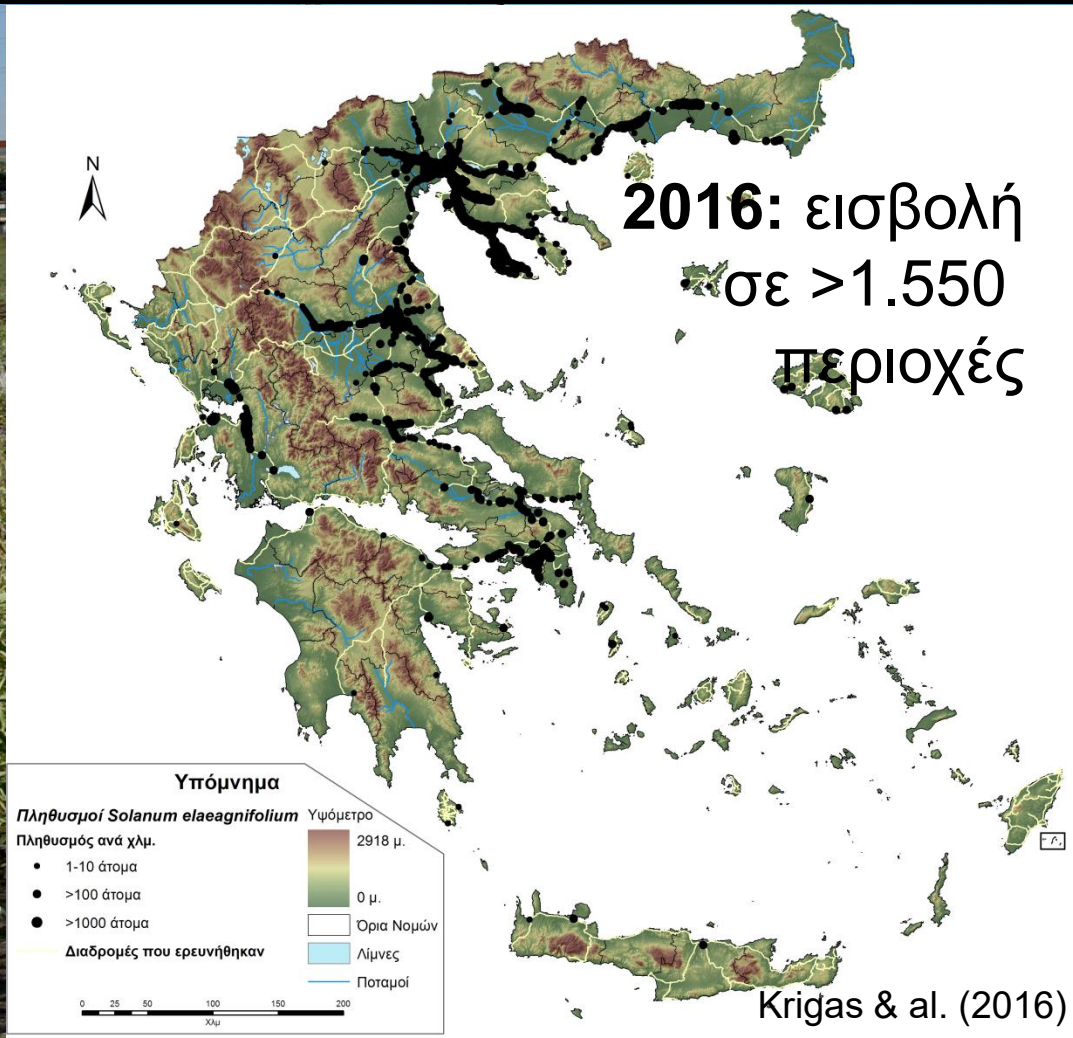 N
2016: εισβολή
σε >1.550
περιοχές
Υπόμνημα
Πληθυσμοί Solanum elaeagnifolium
Πληθυσμός ανά χλμ.
1-10 άτομα
>100 άτομα
>1000 άτομα
Διαδρομές που ερευνήθηκαν
Υψόμετρο
2918 μ.
0 μ.
Όρια Νομών
Λίμνες
Ποταμοί
0 25 50 100 150 200
Χλμ
Krigas & al. (2016)